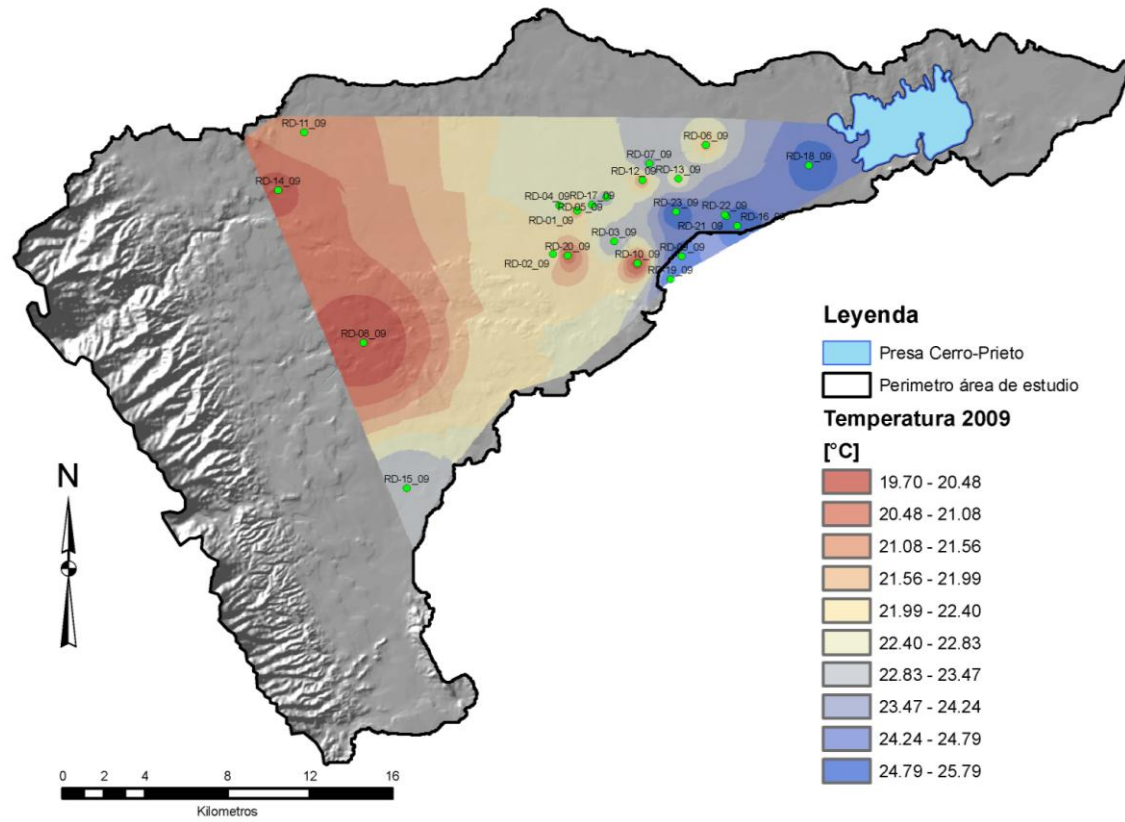 RD-11_09
RD-06_09
RD-07_09
RD-18_09
RD-14_09
RD-12_09
RD-13_09
RD-04_09
RD-17_09
RD-05_09
RD-23_09
RD-22_09
RD-01_09
RD-21_09
RD-16_09
RD-03_09
RD-20_09
RD-02_09
RD-10_09
RD-09_09
RD-19_09
RD-08_09
RD-15_09
Leyenda
Presa Cerro-Prieto
Perimetro área de estudio
Temperatura 2009
[°C]
19.70 - 20.48
20.48 - 21.08
21.08 - 21.56
21.56 - 21.99
21.99 - 22.40
22.40 - 22.83
22.83 - 23.47
23.47 - 24.24
24.24 - 24.79
24.79 - 25.79
N
0 2 4 8 12 16
Kilometros